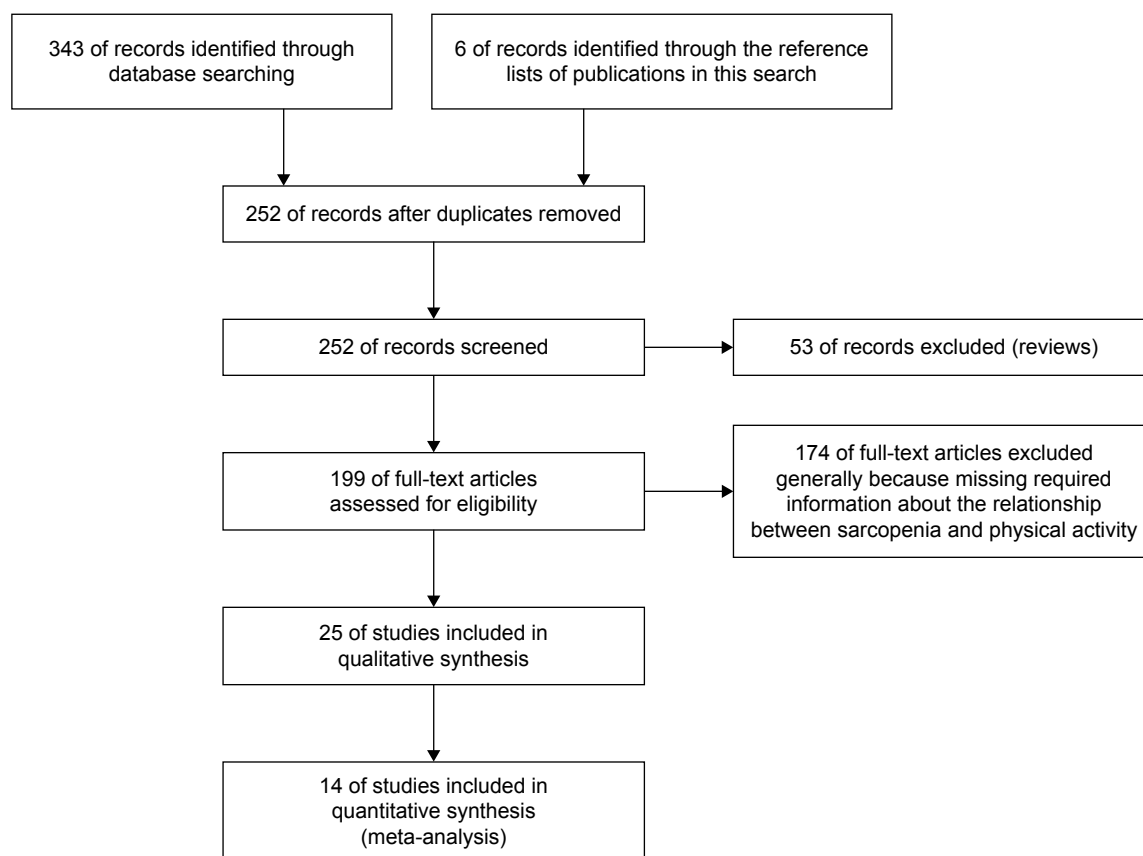 343 of records identified through
database searching
6 of records identified through the reference
lists of publications in this search
252 of records after duplicates removed
252 of records screened
53 of records excluded (reviews)
199 of full-text articles
assessed for eligibility
174 of full-text articles excluded
generally because missing required
information about the relationship
between sarcopenia and physical activity
25 of studies included in
qualitative synthesis
14 of studies included in
quantitative synthesis
(meta-analysis)